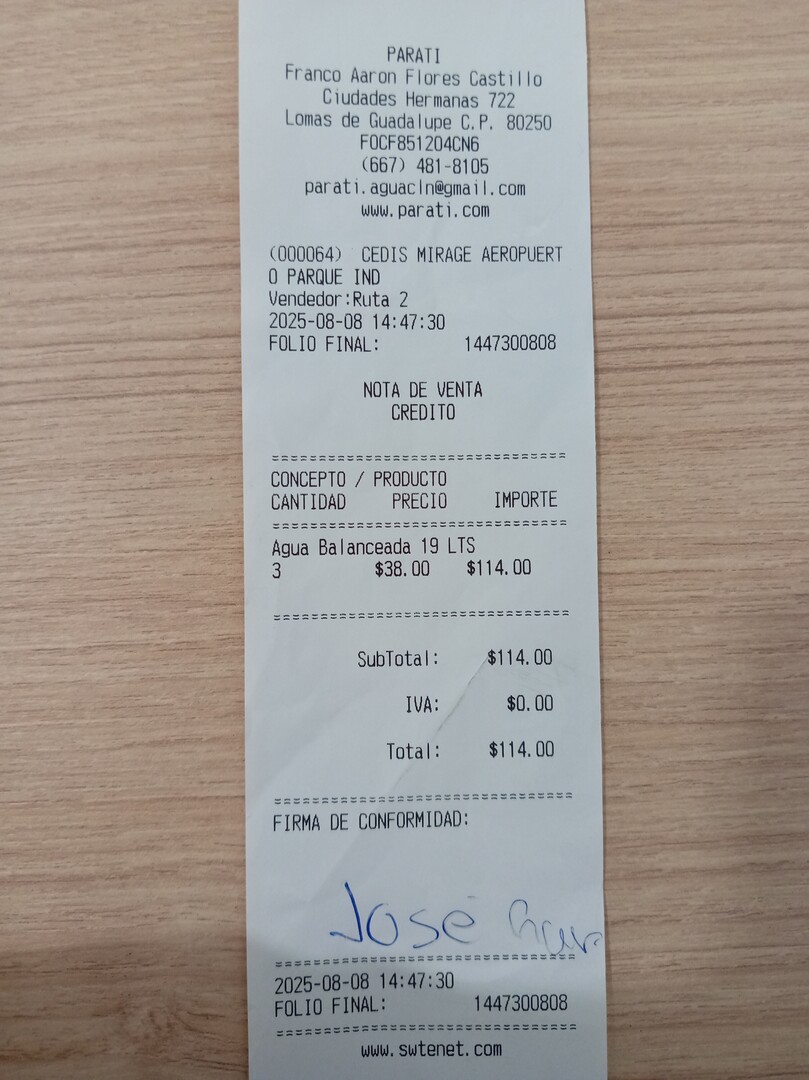 PARATI
Franco Aaron Flores Castillo
Ciudades Hermanas 722
Lomas de Guadalupe C.P. 80250
FOCF851204CN6
(667) 481-8105
parati.aguacln@gmail.com
www.parati.com
(000064) CEDIS MIRAGE AEROPUERT
O PARQUE IND
Vendedor:Ruta 2
2025-08-08 14:47:30
FOLIO FINAL: 1447300808
NOTA DE VENTA
CREDITO
==============================
CONCEPTO / PRODUCTO
CANTIDAD PRECIO IMPORTE
==============================
Agua Balanceada 19 LTS
3 $38.00 $114.00
==============================
SubTotal: $114.00
IVA: $0.00
Total: $114.00
==============================
FIRMA DE CONFORMIDAD:
José
==============================
2025-08-08 14:47:30
FOLIO FINAL: 1447300808
==============================
www.swtenet.com